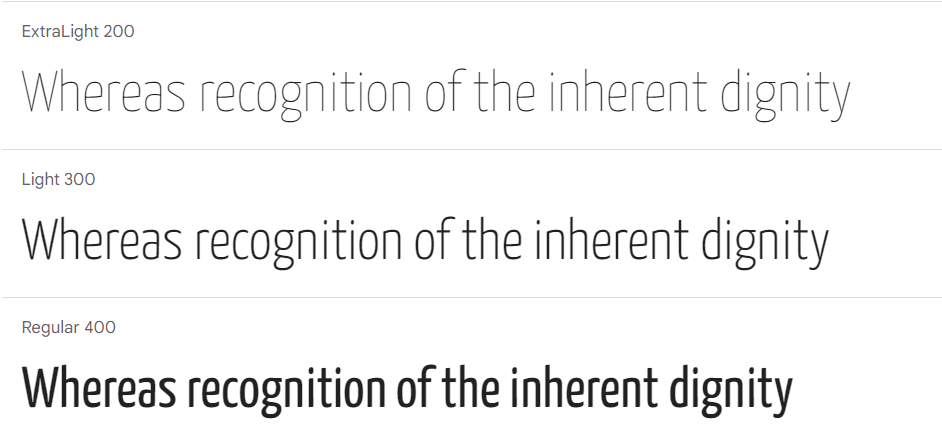 ExtraLight 200
Whereas recognition of the inherent dignity
Light 300
Whereas recognition of the inherent dignity
Regular 400
Whereas recognition of the inherent dignity